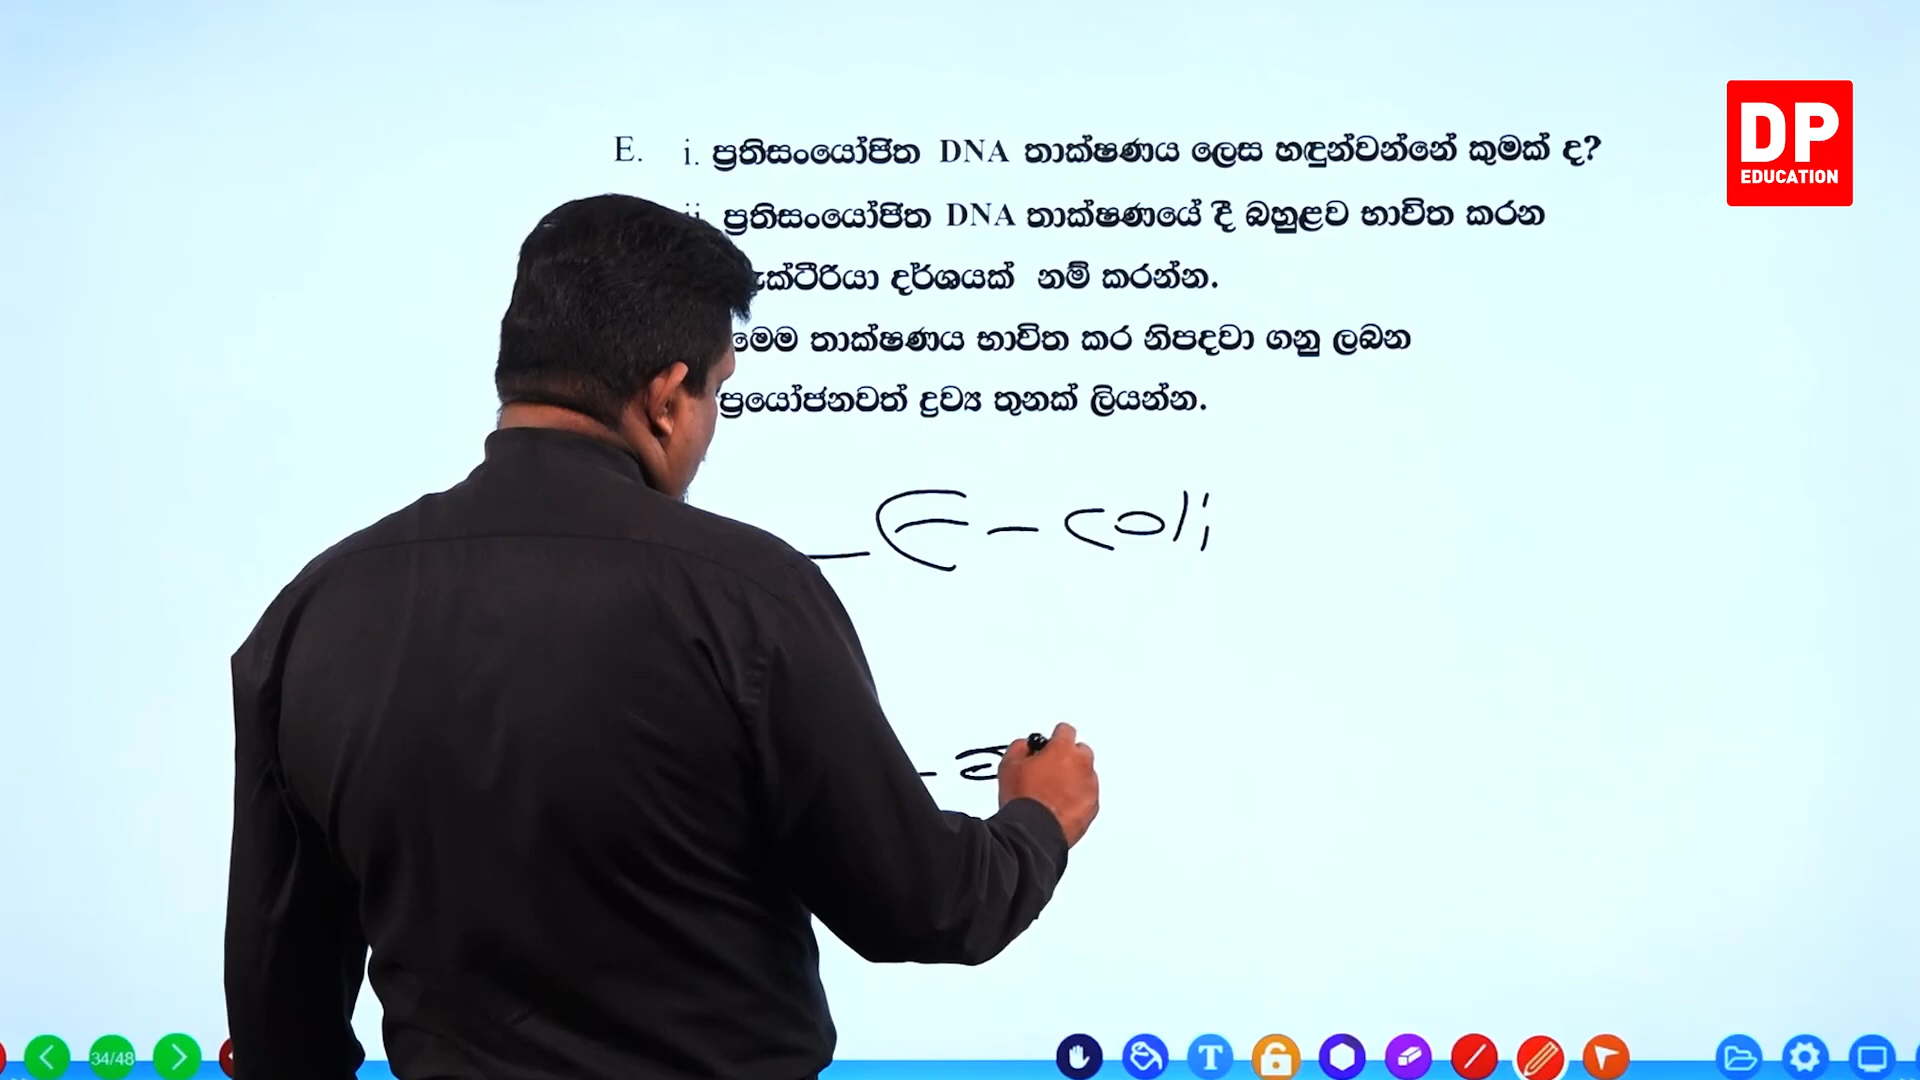 DP
EDUCATION
E. i. ප්‍රතිසංයෝජිත DNA තාක්ෂණය ලෙස හඳුන්වන්නේ කුමක් ද?
ප්‍රතිසංයෝජිත DNA තාක්ෂණයේ දී බහුළව භාවිත කරන
දර්ශයක් නම් කරන්න.
මෙම තාක්ෂණය භාවිත කර නිපදවා ගනු ලබන
ප්‍රයෝජනවත් ද්‍රව්‍ය තුනක් ලියන්න.
E - coli
34/48